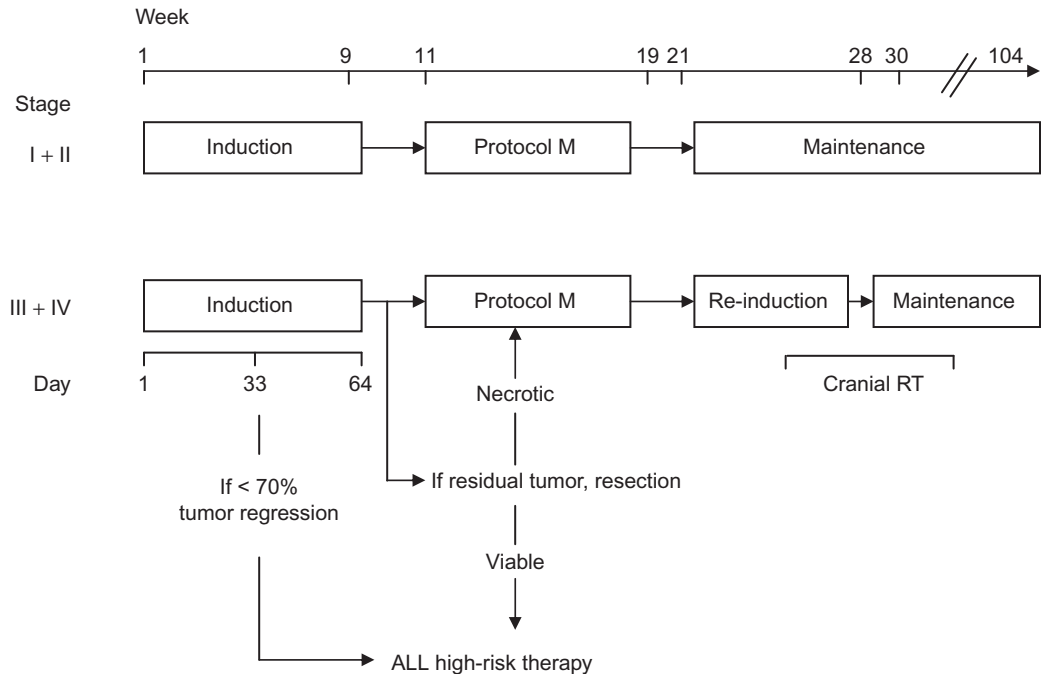 Week
1 9 11 19 21 28 30 104
Stage
I + II Induction Protocol M Maintenance
III + IV Induction Protocol M Re-induction Maintenance
Day 1 33 64 Cranial RT
Necrotic
If < 70%
tumor regression
If residual tumor, resection
Viable
ALL high-risk therapy